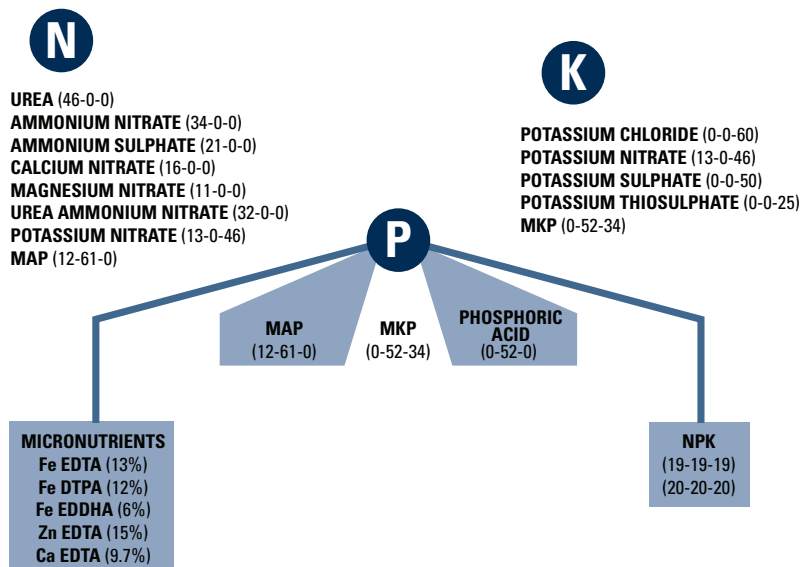 N
UREA (46-0-0)
AMMONIUM NITRATE (34-0-0)
AMMONIUM SULPHATE (21-0-0)
CALCIUM NITRATE (16-0-0)
MAGNESIUM NITRATE (11-0-0)
UREA AMMONIUM NITRATE (32-0-0)
POTASSIUM NITRATE (13-0-46)
MAP (12-61-0)
K
POTASSIUM CHLORIDE (0-0-60)
POTASSIUM NITRATE (13-0-46)
POTASSIUM SULPHATE (0-0-50)
POTASSIUM THIOSULPHATE (0-0-25)
MKP (0-52-34)
P
MAP
(12-61-0)
MKP
(0-52-34)
PHOSPHORIC
ACID
(0-52-0)
MICRONUTRIENTS
Fe EDTA (13%)
Fe DTPA (12%)
Fe EDDHA (6%)
Zn EDTA (15%)
Ca EDTA (9.7%)
NPK
(19-19-19)
(20-20-20)